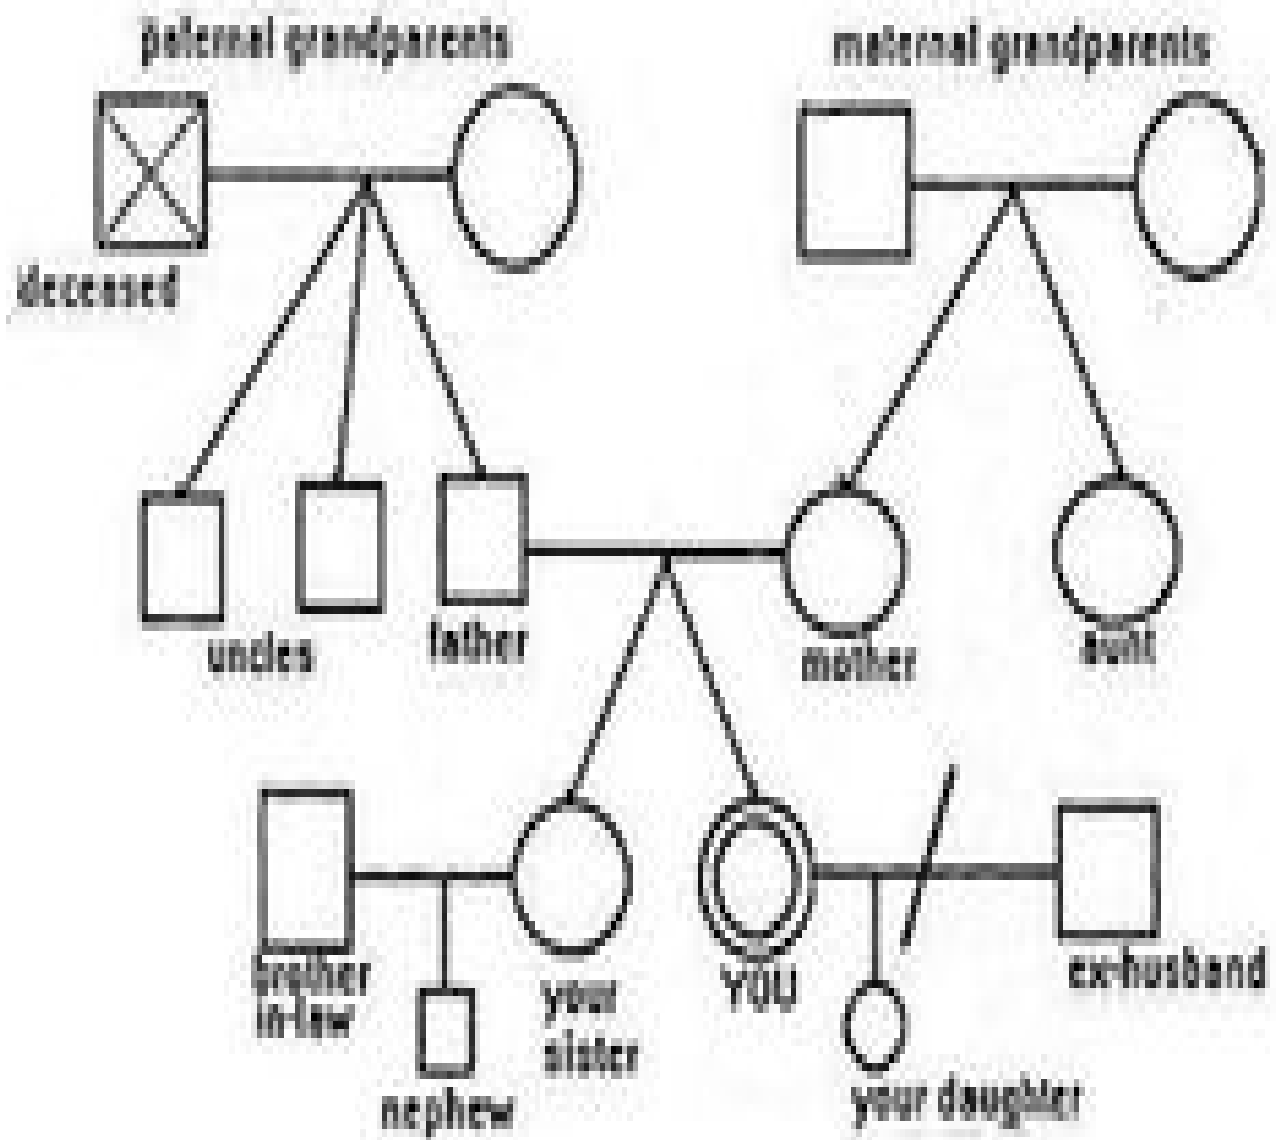 paternal grandparents
maternal grandparents
deceased
uncles
father
mother
aunt
brother
in-law
your
sister
YOU
ex-husband
nephew
your daughter